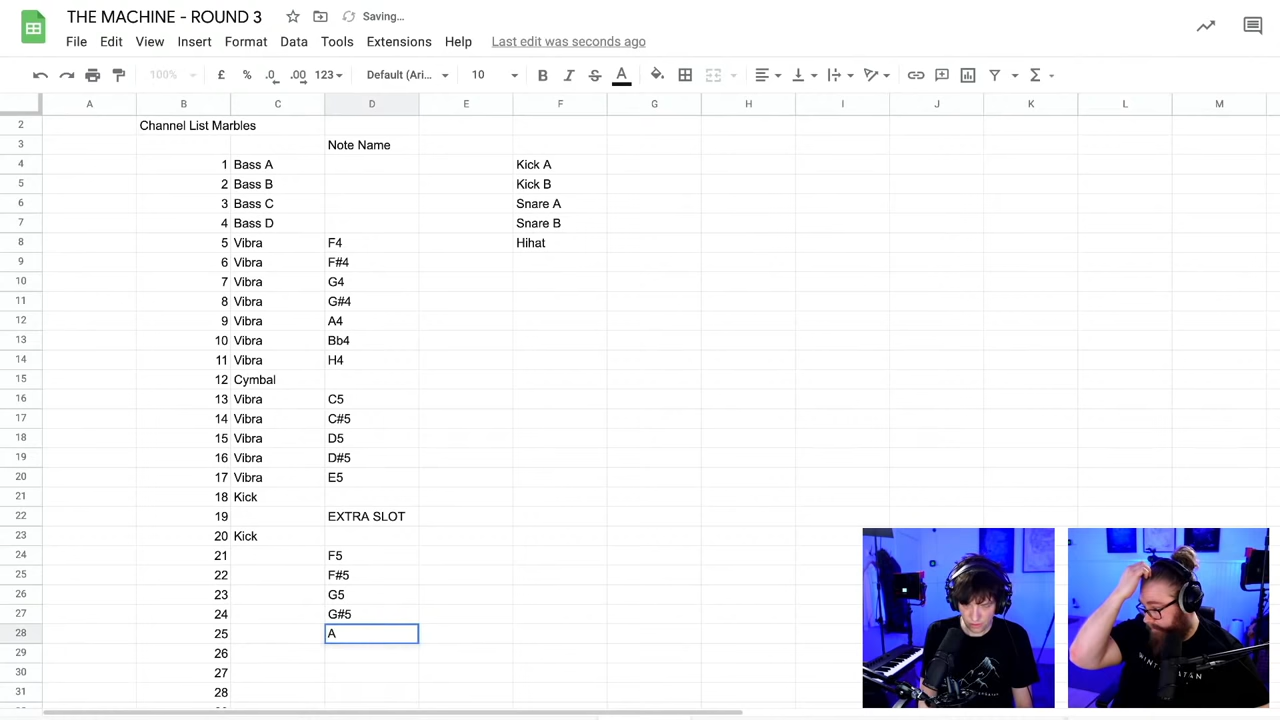 THE MACHINE - ROUND 3 Saving...
File Edit View Insert Format Data Tools Extensions Help Last edit was seconds ago
100% £ % .0 .00 123 Default (Ari... 10 B I S A
A B C D E F G H I J K L M
2 Channel List Marbles
3 Note Name
4 1 Bass A Kick A
5 2 Bass B Kick B
6 3 Bass C Snare A
7 4 Bass D Snare B
8 5 Vibra F4 Hihat
9 6 Vibra F#4
10 7 Vibra G4
11 8 Vibra G#4
12 9 Vibra A4
13 10 Vibra Bb4
14 11 Vibra H4
15 12 Cymbal
16 13 Vibra C5
17 14 Vibra C#5
18 15 Vibra D5
19 16 Vibra D#5
20 17 Vibra E5
21 18 Kick
22 19 EXTRA SLOT
23 20 Kick
24 21 F5
25 22 F#5
26 23 G5
27 24 G#5
28 25 A
29 26
30 27
31 28